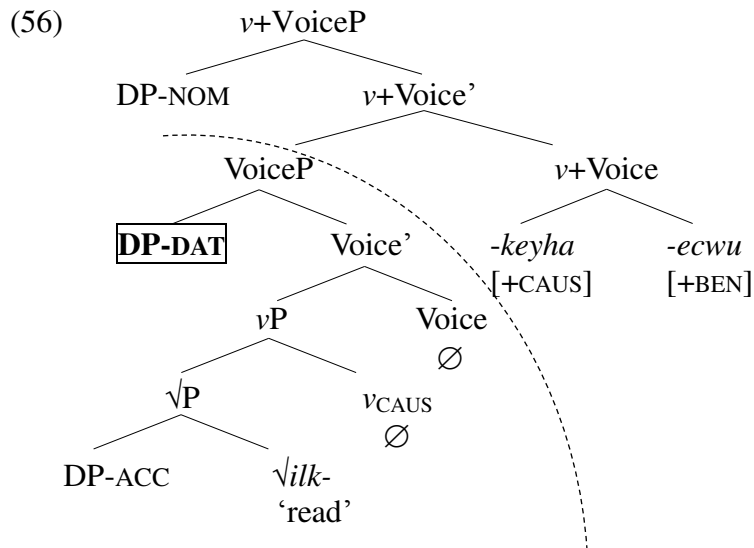 (56) v+VoiceP
DP-NOM v+Voice’
VoiceP v+Voice
DP-DAT Voice’ -keyha -ecwu
[+CAUS] [+BEN]
vP Voice
∅
√P vCAUS
∅
DP-ACC √ilk-
‘read’